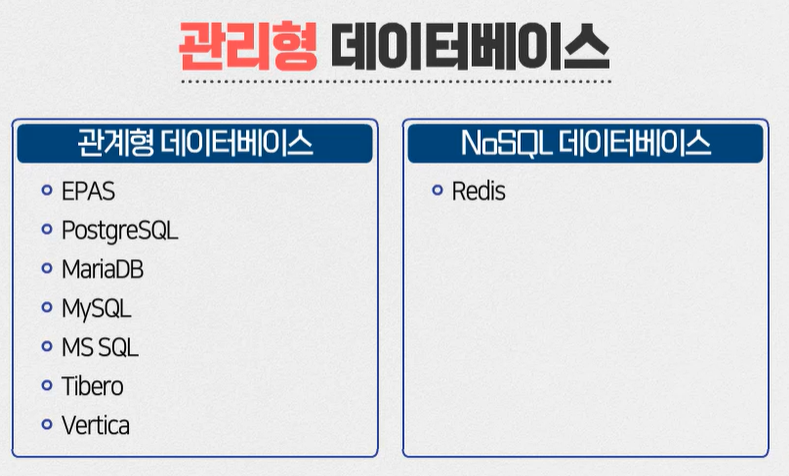 관리형 데이터베이스
관계형 데이터베이스
EPAS
PostgreSQL
MariaDB
MySQL
MS SQL
Tibero
Vertica
NoSQL 데이터베이스
Redis